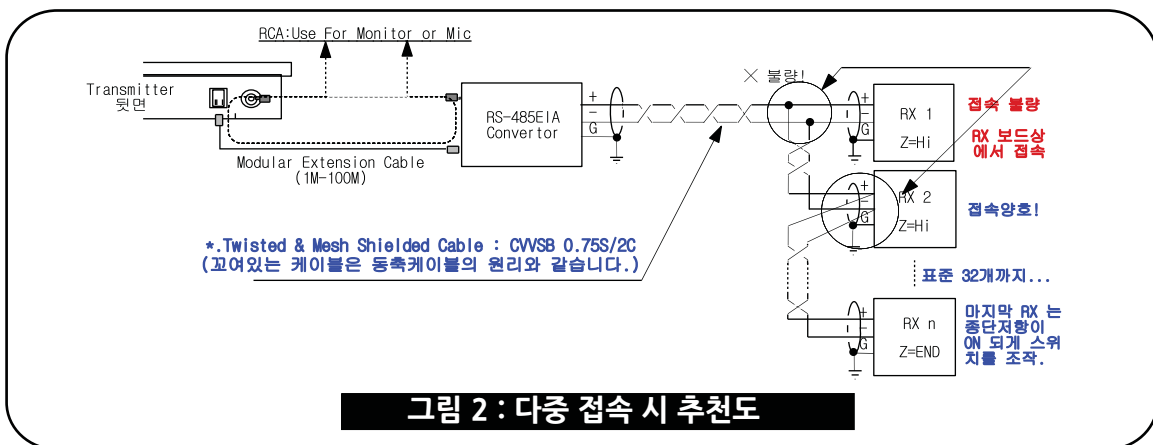 RCA:Use For Monitor or Mic
Transmitter
뒷면
Modular Extension Cable
(1M-100M)
RS-485EIA
Convertor
+
-
G
× 불량!
+
-
G
RX 1
Z=Hi
접속 불량
RX 보드상
에서 접속
+
-
G
RX 2
Z=Hi
접속양호!
*.Twisted & Mesh Shielded Cable : CVVSB 0.75S/2C
(꼬여있는 케이블은 동축케이블의 원리와 같습니다.)
표준 32개까지...
+
-
G
RX n
Z=END
마지막 RX 는
종단저항이
ON 되게 스위
치를 조작.
그림 2 : 다중 접속 시 추천도